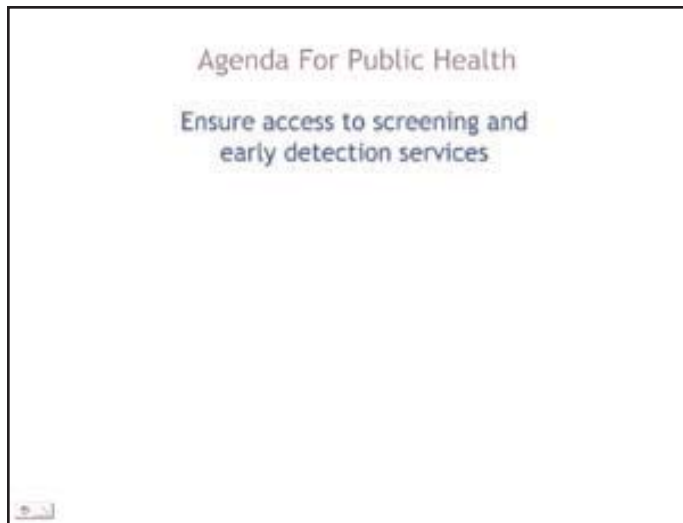 Agenda For Public Health
Ensure access to screening and
early detection services